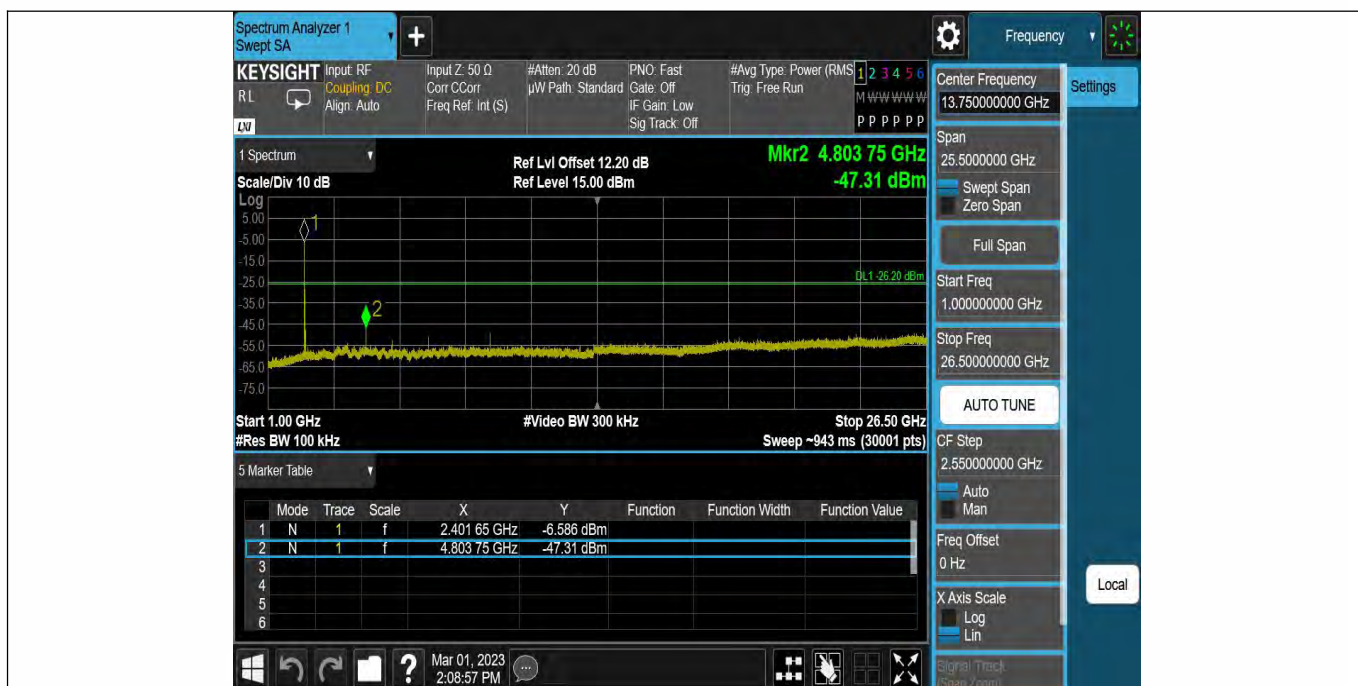 Spectrum Analyzer 1
Swept SA
+
Frequency
KEYSIGHT
R L
LXI
Input: RF
Coupling: DC
Align: Auto
Input Z: 50 Ω
Corr CCorr
Freq Ref: Int (S)
#Atten: 20 dB
µW Path: Standard
PNO: Fast
Gate: Off
IF Gain: Low
Sig Track: Off
#Avg Type: Power (RMS
Trig: Free Run
1 2 3 4 5 6
M W W W W W
P P P P P P
1 Spectrum
Scale/Div 10 dB
Ref Lvl Offset 12.20 dB
Ref Level 15.00 dBm
Mkr2 4.803 75 GHz
-47.31 dBm
Log
5.00
-5.00
-15.0
-25.0
-35.0
-45.0
-55.0
-65.0
-75.0
1
2
DL1 -26.20 dBm
Start 1.00 GHz
#Res BW 100 kHz
#Video BW 300 kHz
Stop 26.50 GHz
Sweep ~943 ms (30001 pts)
5 Marker Table
Mode Trace Scale X Y Function Function Width Function Value
1 N 1 f 2.401 65 GHz -6.586 dBm
2 N 1 f 4.803 75 GHz -47.31 dBm
3
4
5
6
?
Mar 01, 2023
2:08:57 PM
Center Frequency
13.750000000 GHz
Settings
Span
25.5000000 GHz
Swept Span
Zero Span
Full Span
Start Freq
1.000000000 GHz
Stop Freq
26.500000000 GHz
AUTO TUNE
CF Step
2.550000000 GHz
Auto
Man
Freq Offset
0 Hz
X Axis Scale
Log
Lin
Local
Signal Track
(Span Zoom)